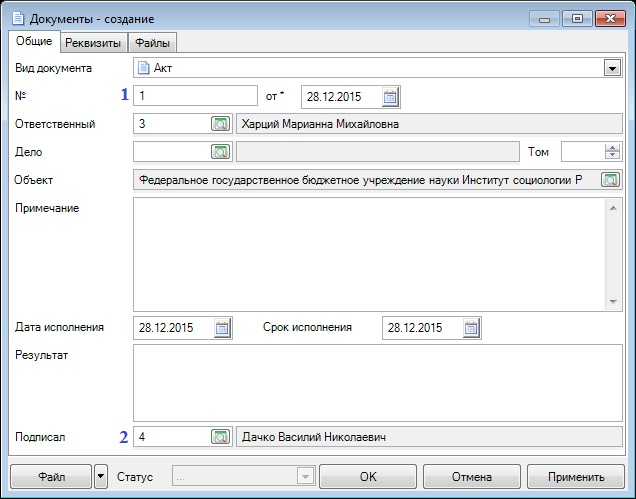 Документы - создание
Общие Реквизиты Файлы
Вид документа Акт
№ 1 1 от * 28.12.2015
Ответственный 3 Харций Марианна Михайловна
Дело Том
Объект Федеральное государственное бюджетное учреждение науки Институт социологии Р
Примечание
Дата исполнения 28.12.2015 Срок исполнения 28.12.2015
Результат
Подписал 2 4 Дачко Василий Николаевич
Файл Статус ... OK Отмена Применить